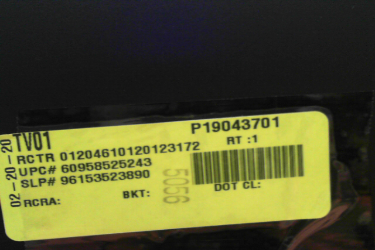 02-20-20
TV01
P19043701
RCTR 01204610120123172
RT :1
UPC# 60958525243
SLP# 96153523890
RCRA:
BKT: 5056
DOT CL: